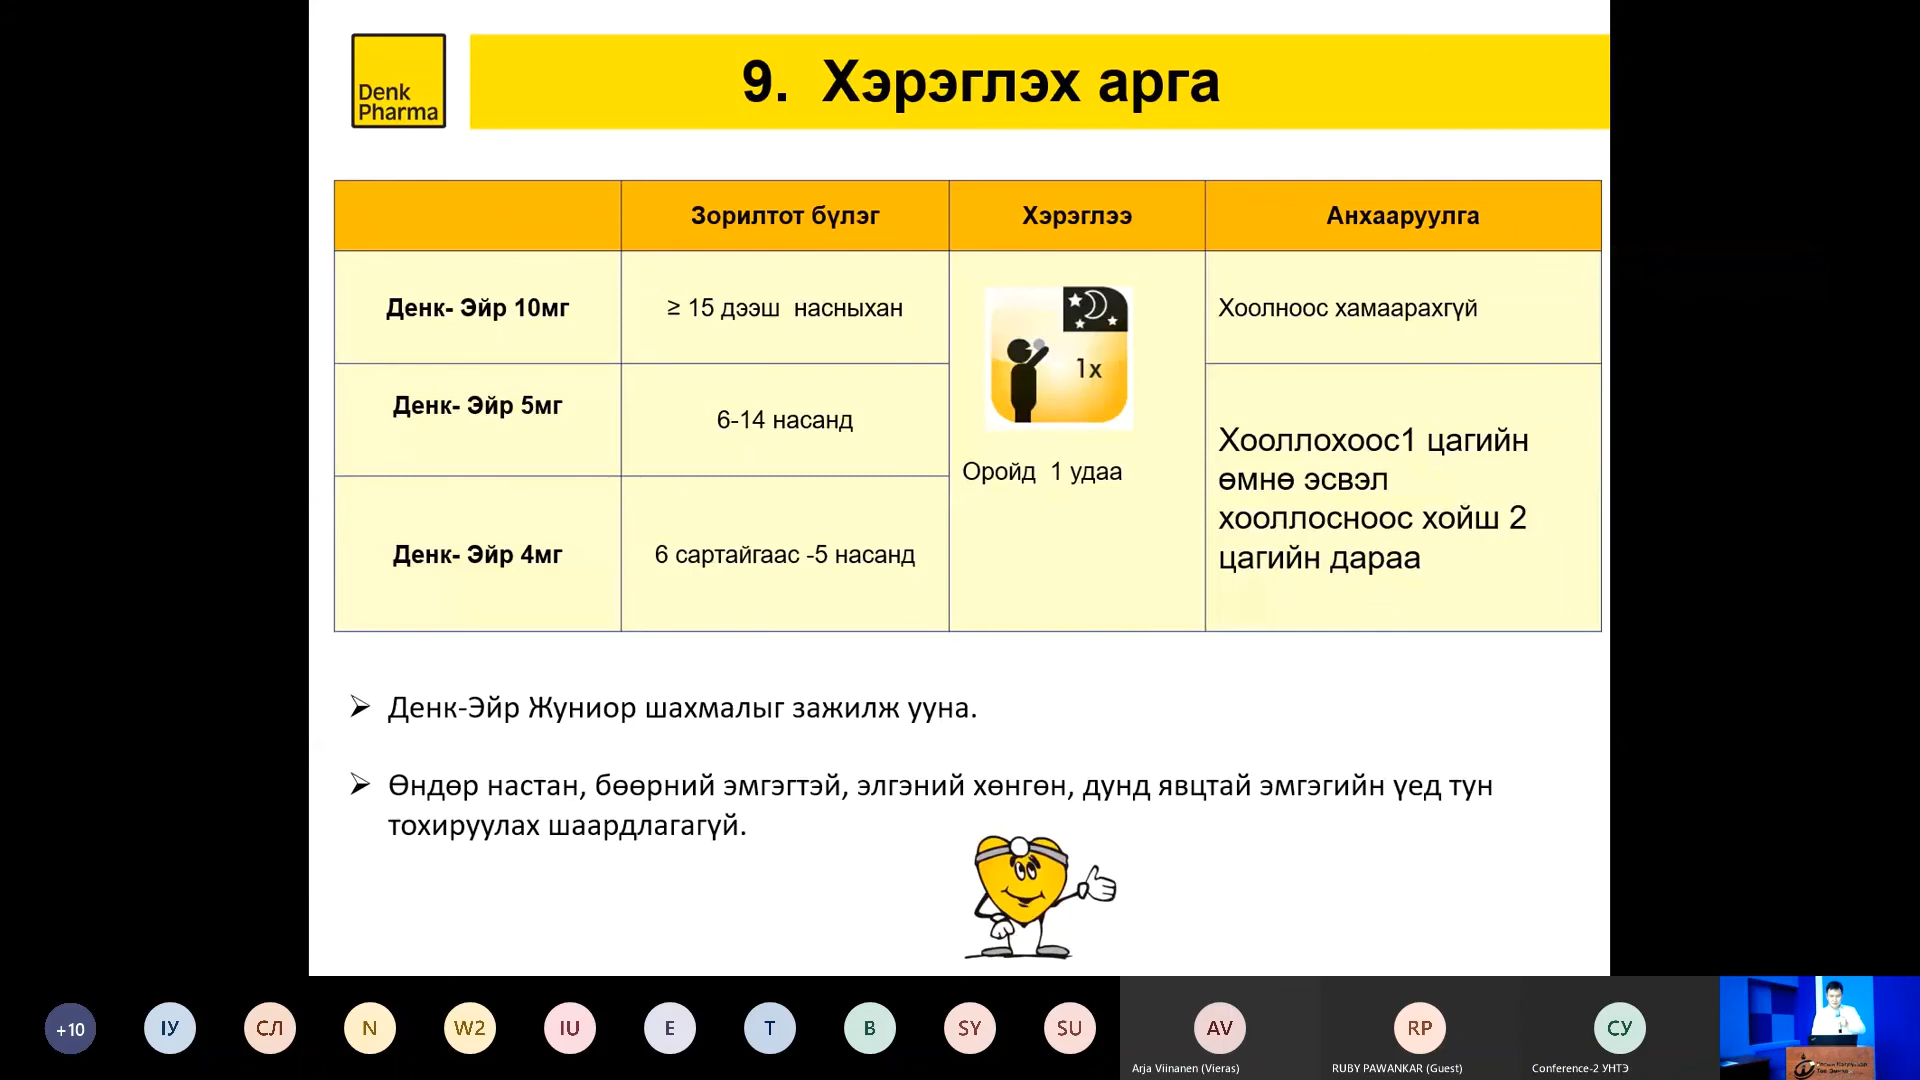 Denk
Pharma
9. Хэрэглэх арга
Зорилтот бүлэг
Хэрэглээ
Анхааруулга
Денк- Эйр 10мг
≥ 15 дээш насныхан
1x
Хоолноос хамаарахгүй
Денк- Эйр 5мг
6-14 насанд
Оройд 1 удаа
Хооллохоос1 цагийн
өмнө эсвэл
хооллосноос хойш 2
цагийн дараа
Денк- Эйр 4мг
6 сартайгаас -5 насанд
➢ Денк-Эйр Жуниор шахмалыг зажилж ууна.
➢ Өндөр настан, бөөрний эмгэгтэй, элгэний хөнгөн, дунд явцтай эмгэгийн үед тун
тохируулах шаардлагагүй.
+10
ІУ
СЛ
N
W2
IU
E
T
B
SY
SU
AV
Arja Viinanen (Vieras)
RP
RUBY PAWANKAR (Guest)
СУ
Conference-2 УНТЭ